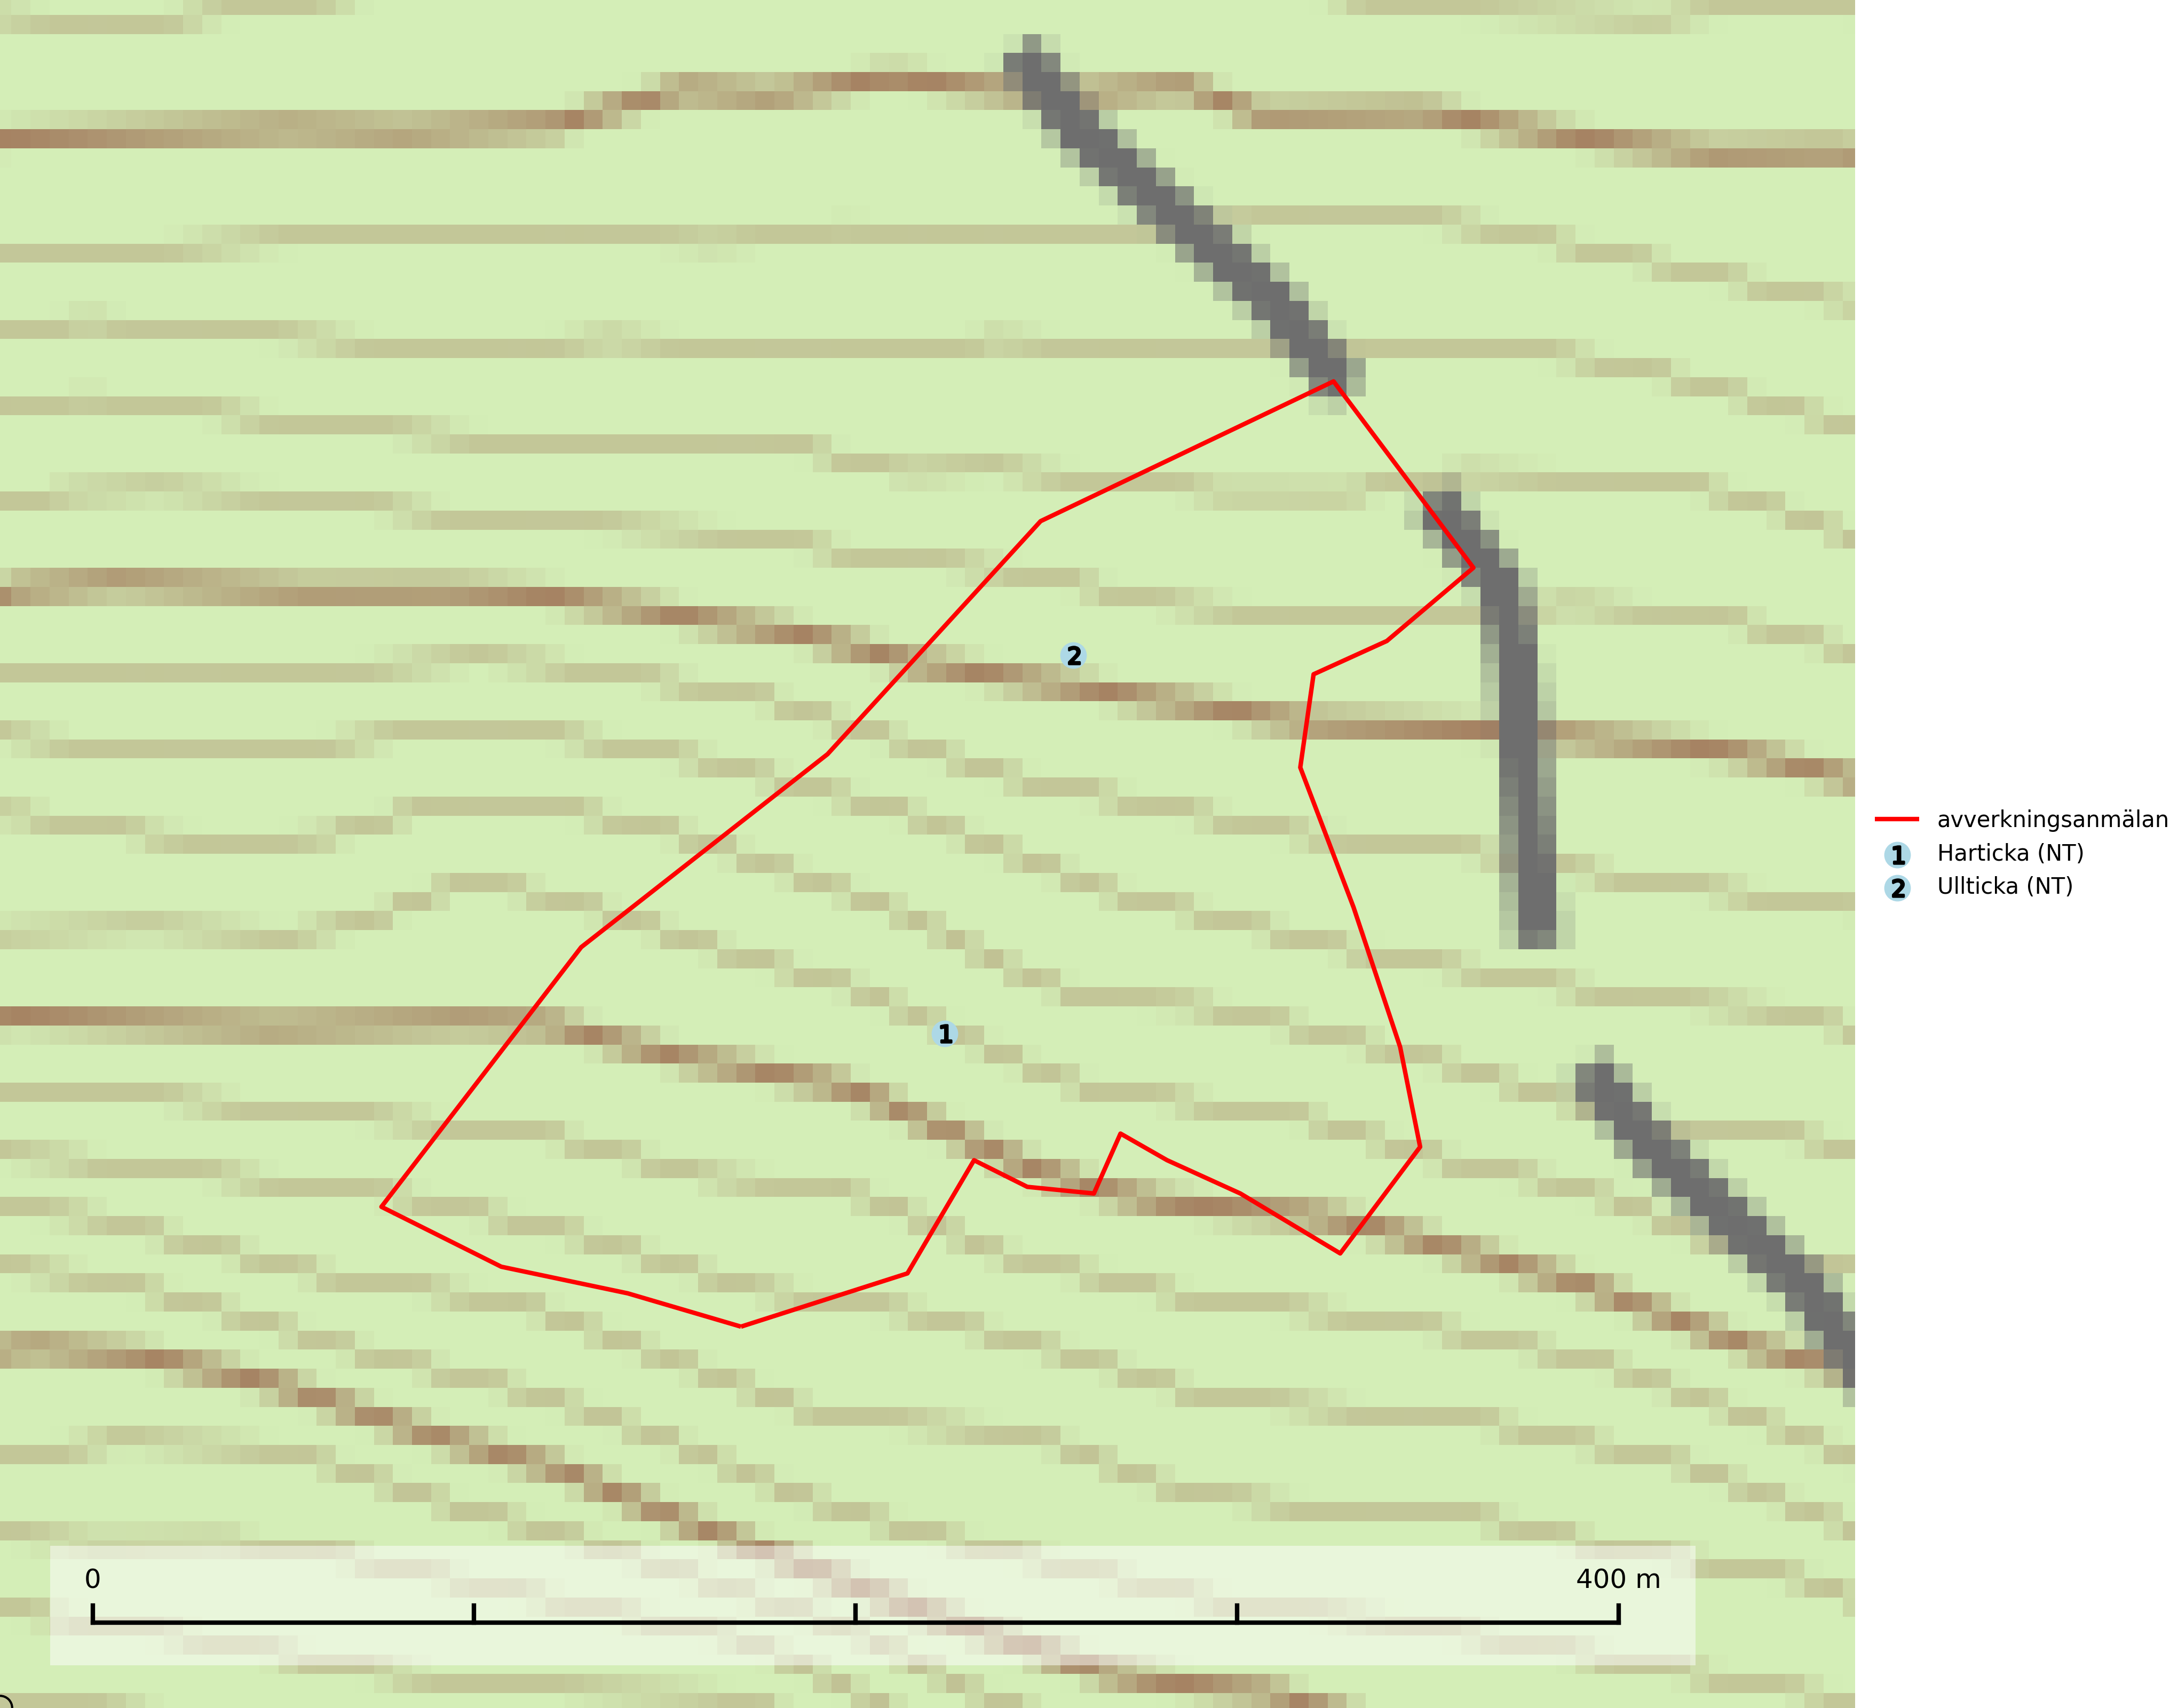 2
1
avverkningsanmälan
1 Harticka (NT)
2 Ullticka (NT)
0 400 m